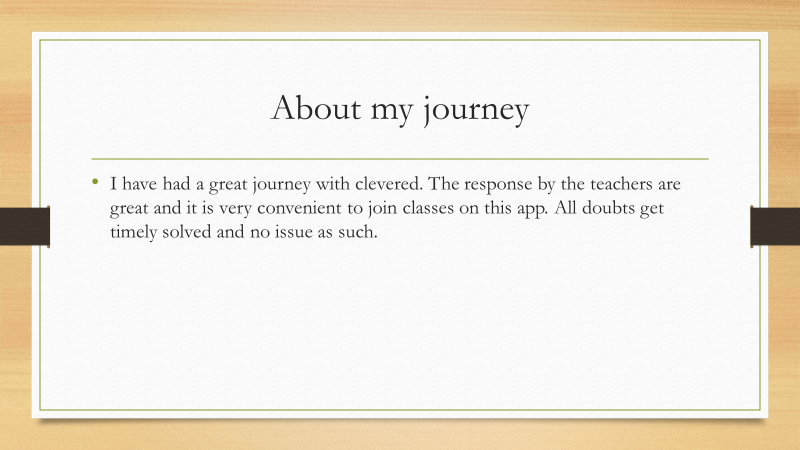 About my journey
• I have had a great journey with clevered. The response by the teachers are
great and it is very convenient to join classes on this app. All doubts get
timely solved and no issue as such.